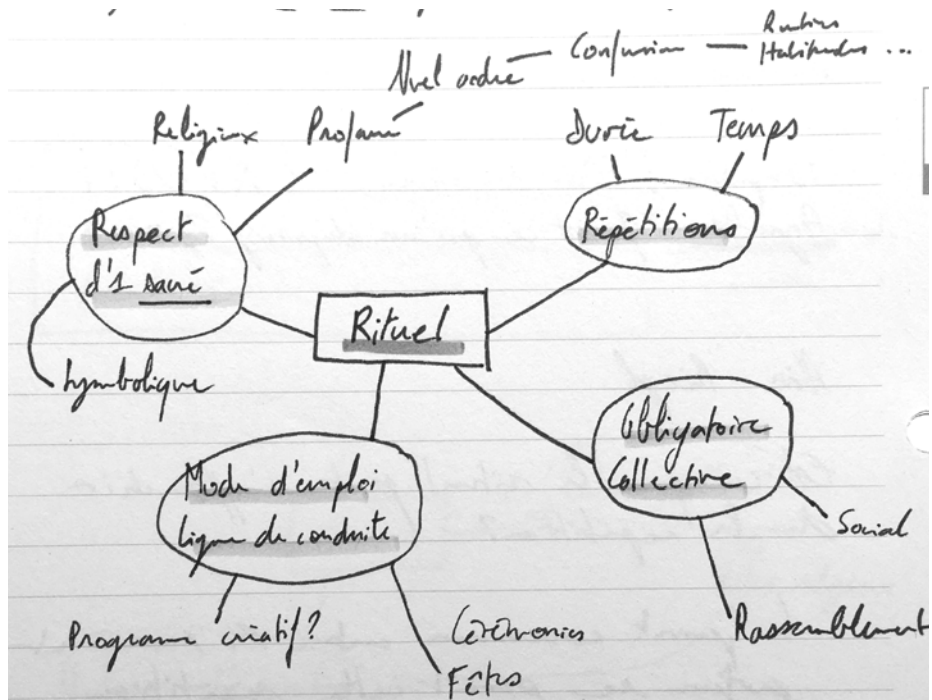 Routines
Habitudes ...
Confusion
Nvel ordre
Religieux
Profane
Durée
Temps
Respect
d'1 sacré
Répétitions
Rituel
Symbolique
Obligatoire
Collective
Mode d'emploi
ligne de conduite
Social
Programme créatif ?
Cérémonies
Fêtes
Rassemblement